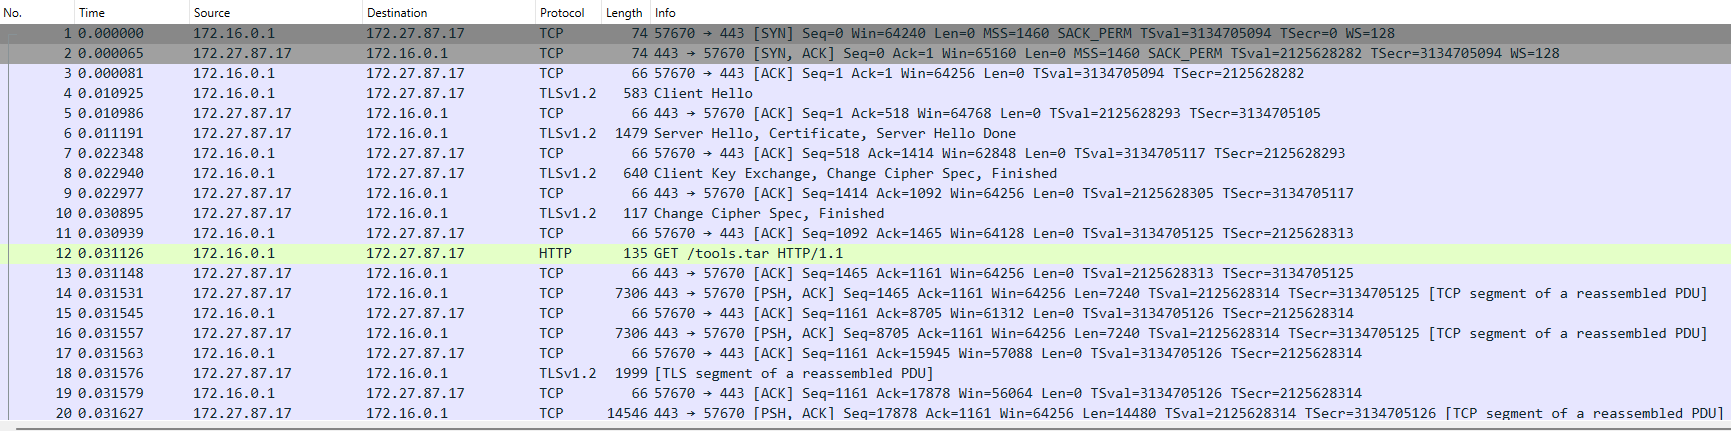 No. Time Source Destination Protocol Length Info
1 0.000000 172.16.0.1 172.27.87.17 TCP 74 57670 → 443 [SYN] Seq=0 Win=64240 Len=0 MSS=1460 SACK_PERM TSval=3134705094 TSecr=0 WS=128
2 0.000065 172.27.87.17 172.16.0.1 TCP 74 443 → 57670 [SYN, ACK] Seq=0 Ack=1 Win=65160 Len=0 MSS=1460 SACK_PERM TSval=2125628282 TSecr=3134705094 WS=128
3 0.000081 172.16.0.1 172.27.87.17 TCP 66 57670 → 443 [ACK] Seq=1 Ack=1 Win=64256 Len=0 TSval=3134705094 TSecr=2125628282
4 0.010925 172.16.0.1 172.27.87.17 TLSv1.2 583 Client Hello
5 0.010986 172.27.87.17 172.16.0.1 TCP 66 443 → 57670 [ACK] Seq=1 Ack=518 Win=64768 Len=0 TSval=2125628293 TSecr=3134705105
6 0.011191 172.27.87.17 172.16.0.1 TLSv1.2 1479 Server Hello, Certificate, Server Hello Done
7 0.022348 172.16.0.1 172.27.87.17 TCP 66 57670 → 443 [ACK] Seq=518 Ack=1414 Win=62848 Len=0 TSval=3134705117 TSecr=2125628293
8 0.022940 172.16.0.1 172.27.87.17 TLSv1.2 640 Client Key Exchange, Change Cipher Spec, Finished
9 0.022977 172.27.87.17 172.16.0.1 TCP 66 443 → 57670 [ACK] Seq=1414 Ack=1092 Win=64256 Len=0 TSval=2125628305 TSecr=3134705117
10 0.030895 172.27.87.17 172.16.0.1 TLSv1.2 117 Change Cipher Spec, Finished
11 0.030939 172.16.0.1 172.27.87.17 TCP 66 57670 → 443 [ACK] Seq=1092 Ack=1465 Win=64128 Len=0 TSval=3134705125 TSecr=2125628313
12 0.031126 172.16.0.1 172.27.87.17 HTTP 135 GET /tools.tar HTTP/1.1
13 0.031148 172.27.87.17 172.16.0.1 TCP 66 443 → 57670 [ACK] Seq=1465 Ack=1161 Win=64256 Len=0 TSval=2125628313 TSecr=3134705125
14 0.031531 172.27.87.17 172.16.0.1 TCP 7306 443 → 57670 [PSH, ACK] Seq=1465 Ack=1161 Win=64256 Len=7240 TSval=2125628314 TSecr=3134705125 [TCP segment of a reassembled PDU]
15 0.031545 172.16.0.1 172.27.87.17 TCP 66 57670 → 443 [ACK] Seq=1161 Ack=8705 Win=61312 Len=0 TSval=3134705126 TSecr=2125628314
16 0.031557 172.27.87.17 172.16.0.1 TCP 7306 443 → 57670 [PSH, ACK] Seq=8705 Ack=1161 Win=64256 Len=7240 TSval=2125628314 TSecr=3134705125 [TCP segment of a reassembled PDU]
17 0.031563 172.16.0.1 172.27.87.17 TCP 66 57670 → 443 [ACK] Seq=1161 Ack=15945 Win=57088 Len=0 TSval=3134705126 TSecr=2125628314
18 0.031576 172.27.87.17 172.16.0.1 TLSv1.2 1999 [TLS segment of a reassembled PDU]
19 0.031579 172.16.0.1 172.27.87.17 TCP 66 57670 → 443 [ACK] Seq=1161 Ack=17878 Win=56064 Len=0 TSval=3134705126 TSecr=2125628314
20 0.031627 172.27.87.17 172.16.0.1 TCP 14546 443 → 57670 [PSH, ACK] Seq=17878 Ack=1161 Win=64256 Len=14480 TSval=2125628314 TSecr=3134705126 [TCP segment of a reassembled PDU]